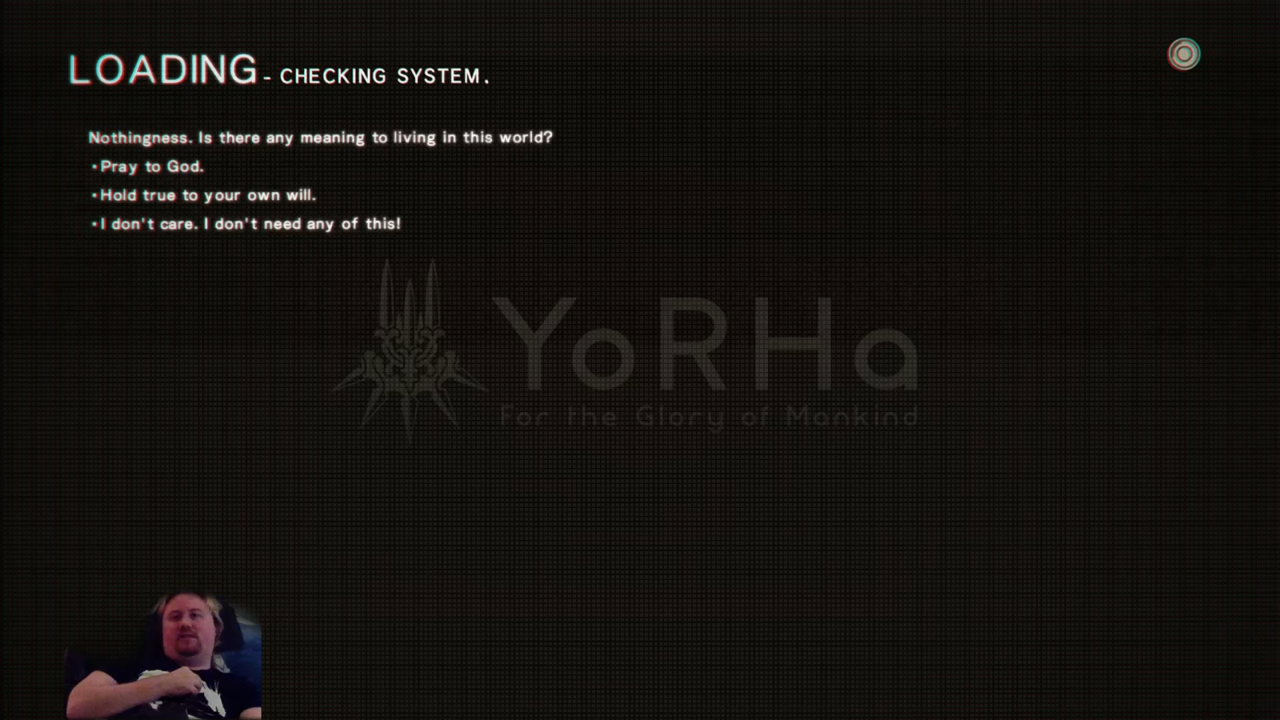 LOADING - CHECKING SYSTEM.
Nothingness. Is there any meaning to living in this world?
・Pray to God.
・Hold true to your own will.
・I don't care. I don't need any of this!
YoRHa
For the Glory of Mankind